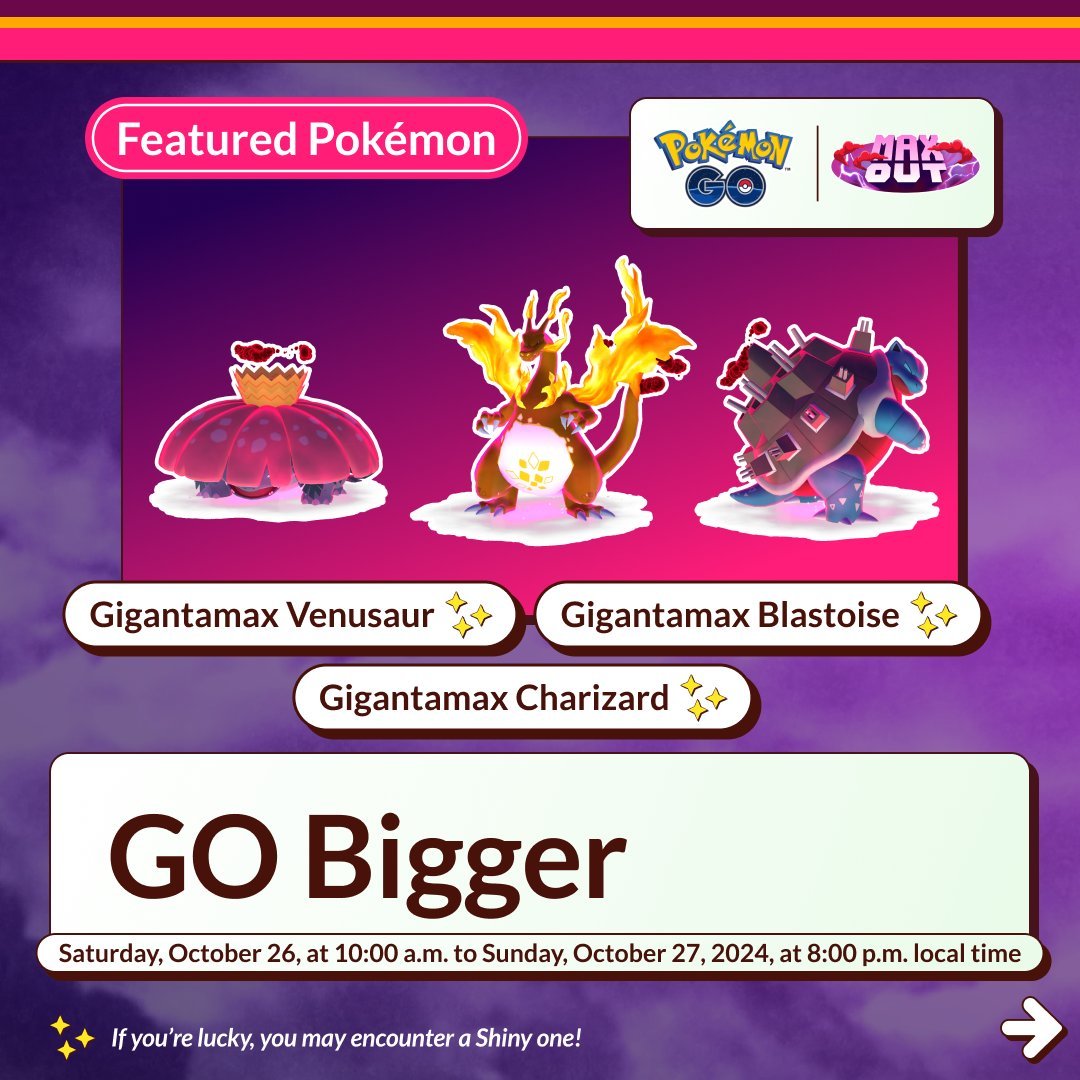 Featured Pokémon
POKéMON
GO
MAX
OUT
Gigantamax Venusaur
Gigantamax Blastoise
Gigantamax Charizard
GO Bigger
Saturday, October 26, at 10:00 a.m. to Sunday, October 27, 2024, at 8:00 p.m. local time
If you're lucky, you may encounter a Shiny one!